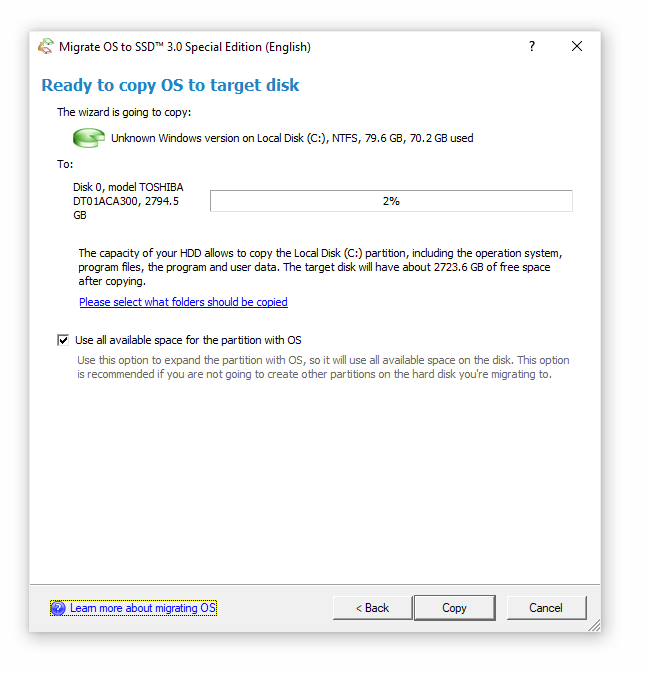 Migrate OS to SSD™ 3.0 Special Edition (English)
?
Ready to copy OS to target disk
The wizard is going to copy:
Unknown Windows version on Local Disk (C:), NTFS, 79.6 GB, 70.2 GB used
To:
Disk 0, model TOSHIBA
DT01ACA300, 2794.5
GB
2%
The capacity of your HDD allows to copy the Local Disk (C:) partition, including the operation system,
program files, the program and user data. The target disk will have about 2723.6 GB of free space
after copying.
Please select what folders should be copied
Use all available space for the partition with OS
Use this option to expand the partition with OS, so it will use all available space on the disk. This option
is recommended if you are not going to create other partitions on the hard disk you're migrating to.
? Learn more about migrating OS
< Back
Copy
Cancel